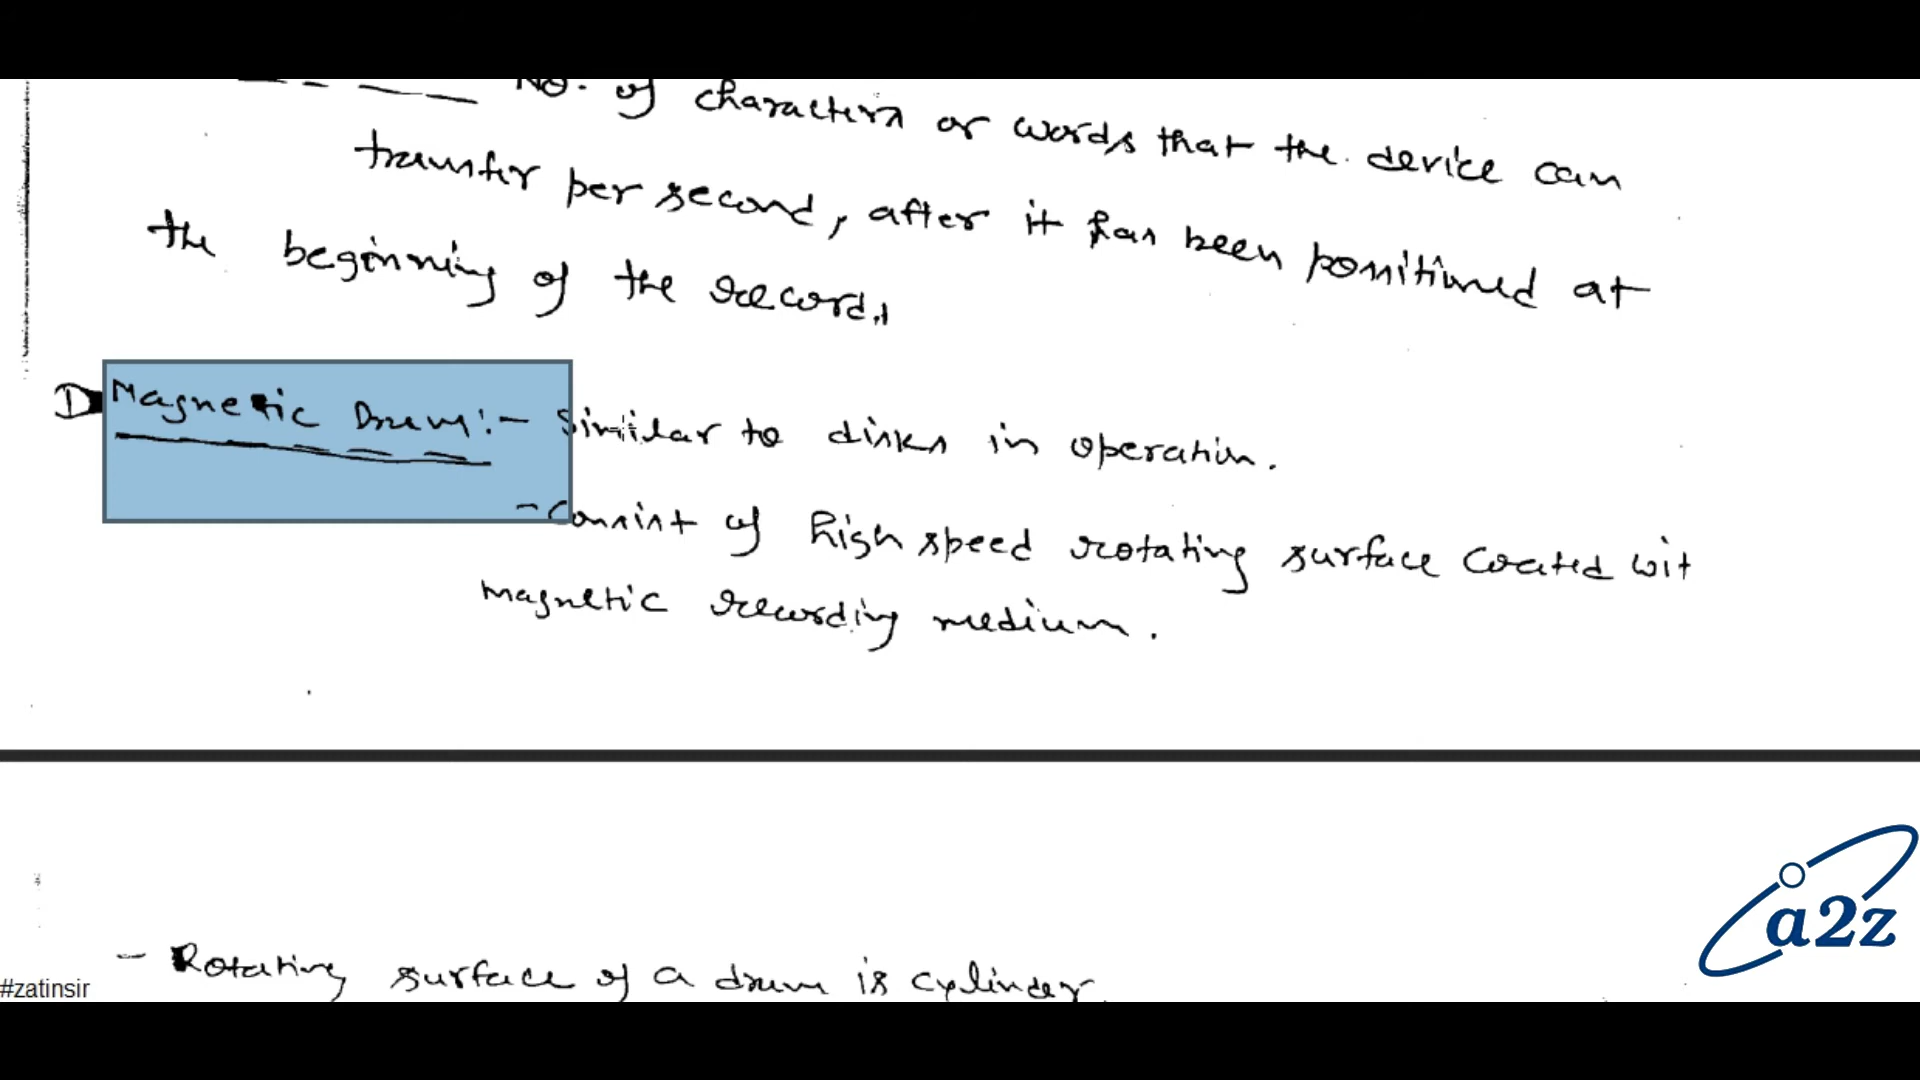 No. of characters or words that the device can
transfer per second, after it has been possitioned at
the beginning of the record.
D Magnetic Drum:- Similar to disks in operation.
- Consist of high speed rotating surface coated wit
magnetic recording medium.
- Rotating surface of a drum is cylinder
#zatinsir
a2z